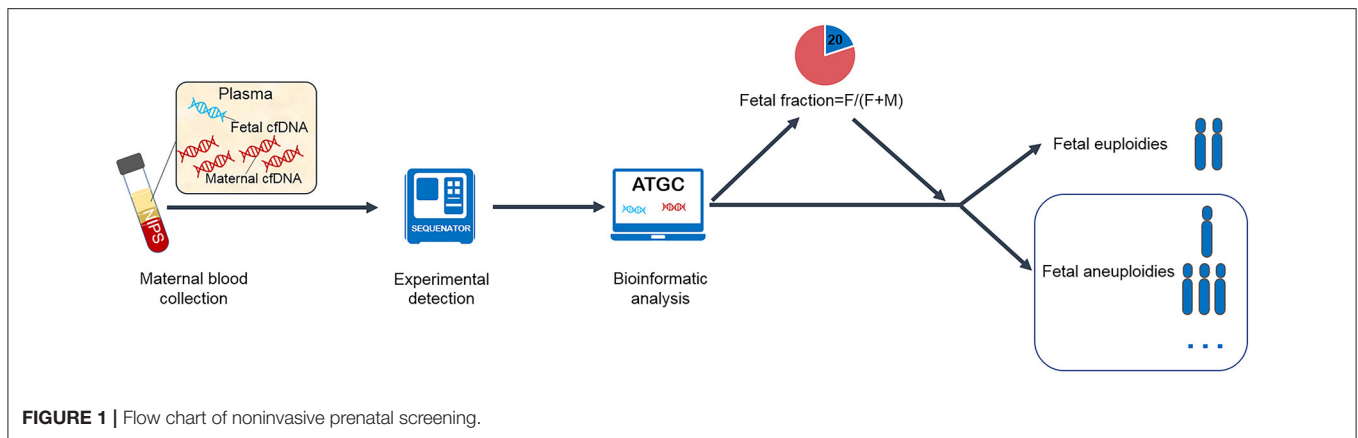 20
Plasma
Fetal cfDNA
Maternal cfDNA
NIPS
SEQUENATOR
ATGC
Fetal fraction=F/(F+M)
Fetal euploidies
Fetal aneuploidies
...
Maternal blood
collection
Experimental
detection
Bioinformatic
analysis
FIGURE 1 | Flow chart of noninvasive prenatal screening.